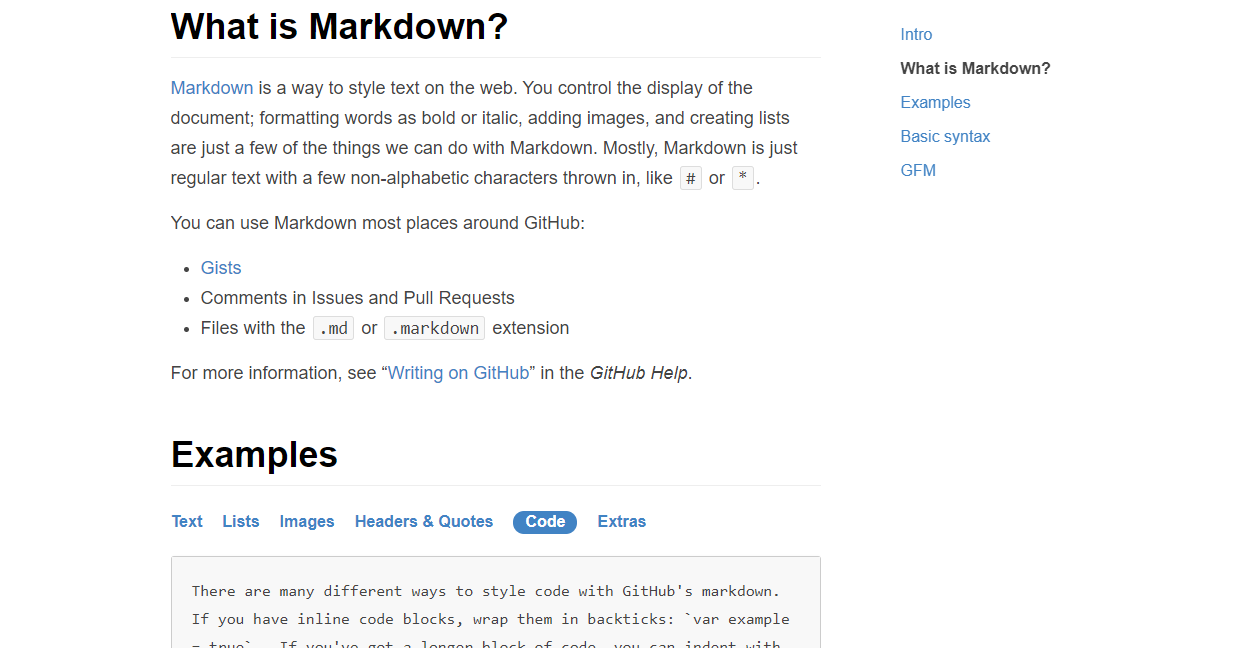 What is Markdown?
Markdown is a way to style text on the web. You control the display of the
document; formatting words as bold or italic, adding images, and creating lists
are just a few of the things we can do with Markdown. Mostly, Markdown is just
regular text with a few non-alphabetic characters thrown in, like # or *.
You can use Markdown most places around GitHub:
• Gists
• Comments in Issues and Pull Requests
• Files with the .md or .markdown extension
For more information, see “Writing on GitHub” in the GitHub Help.
Examples
Text Lists Images Headers & Quotes Code Extras
There are many different ways to style code with GitHub's markdown.
If you have inline code blocks, wrap them in backticks: `var example
= true`. If you've got a longer block of code, you can indent with
Intro
What is Markdown?
Examples
Basic syntax
GFM